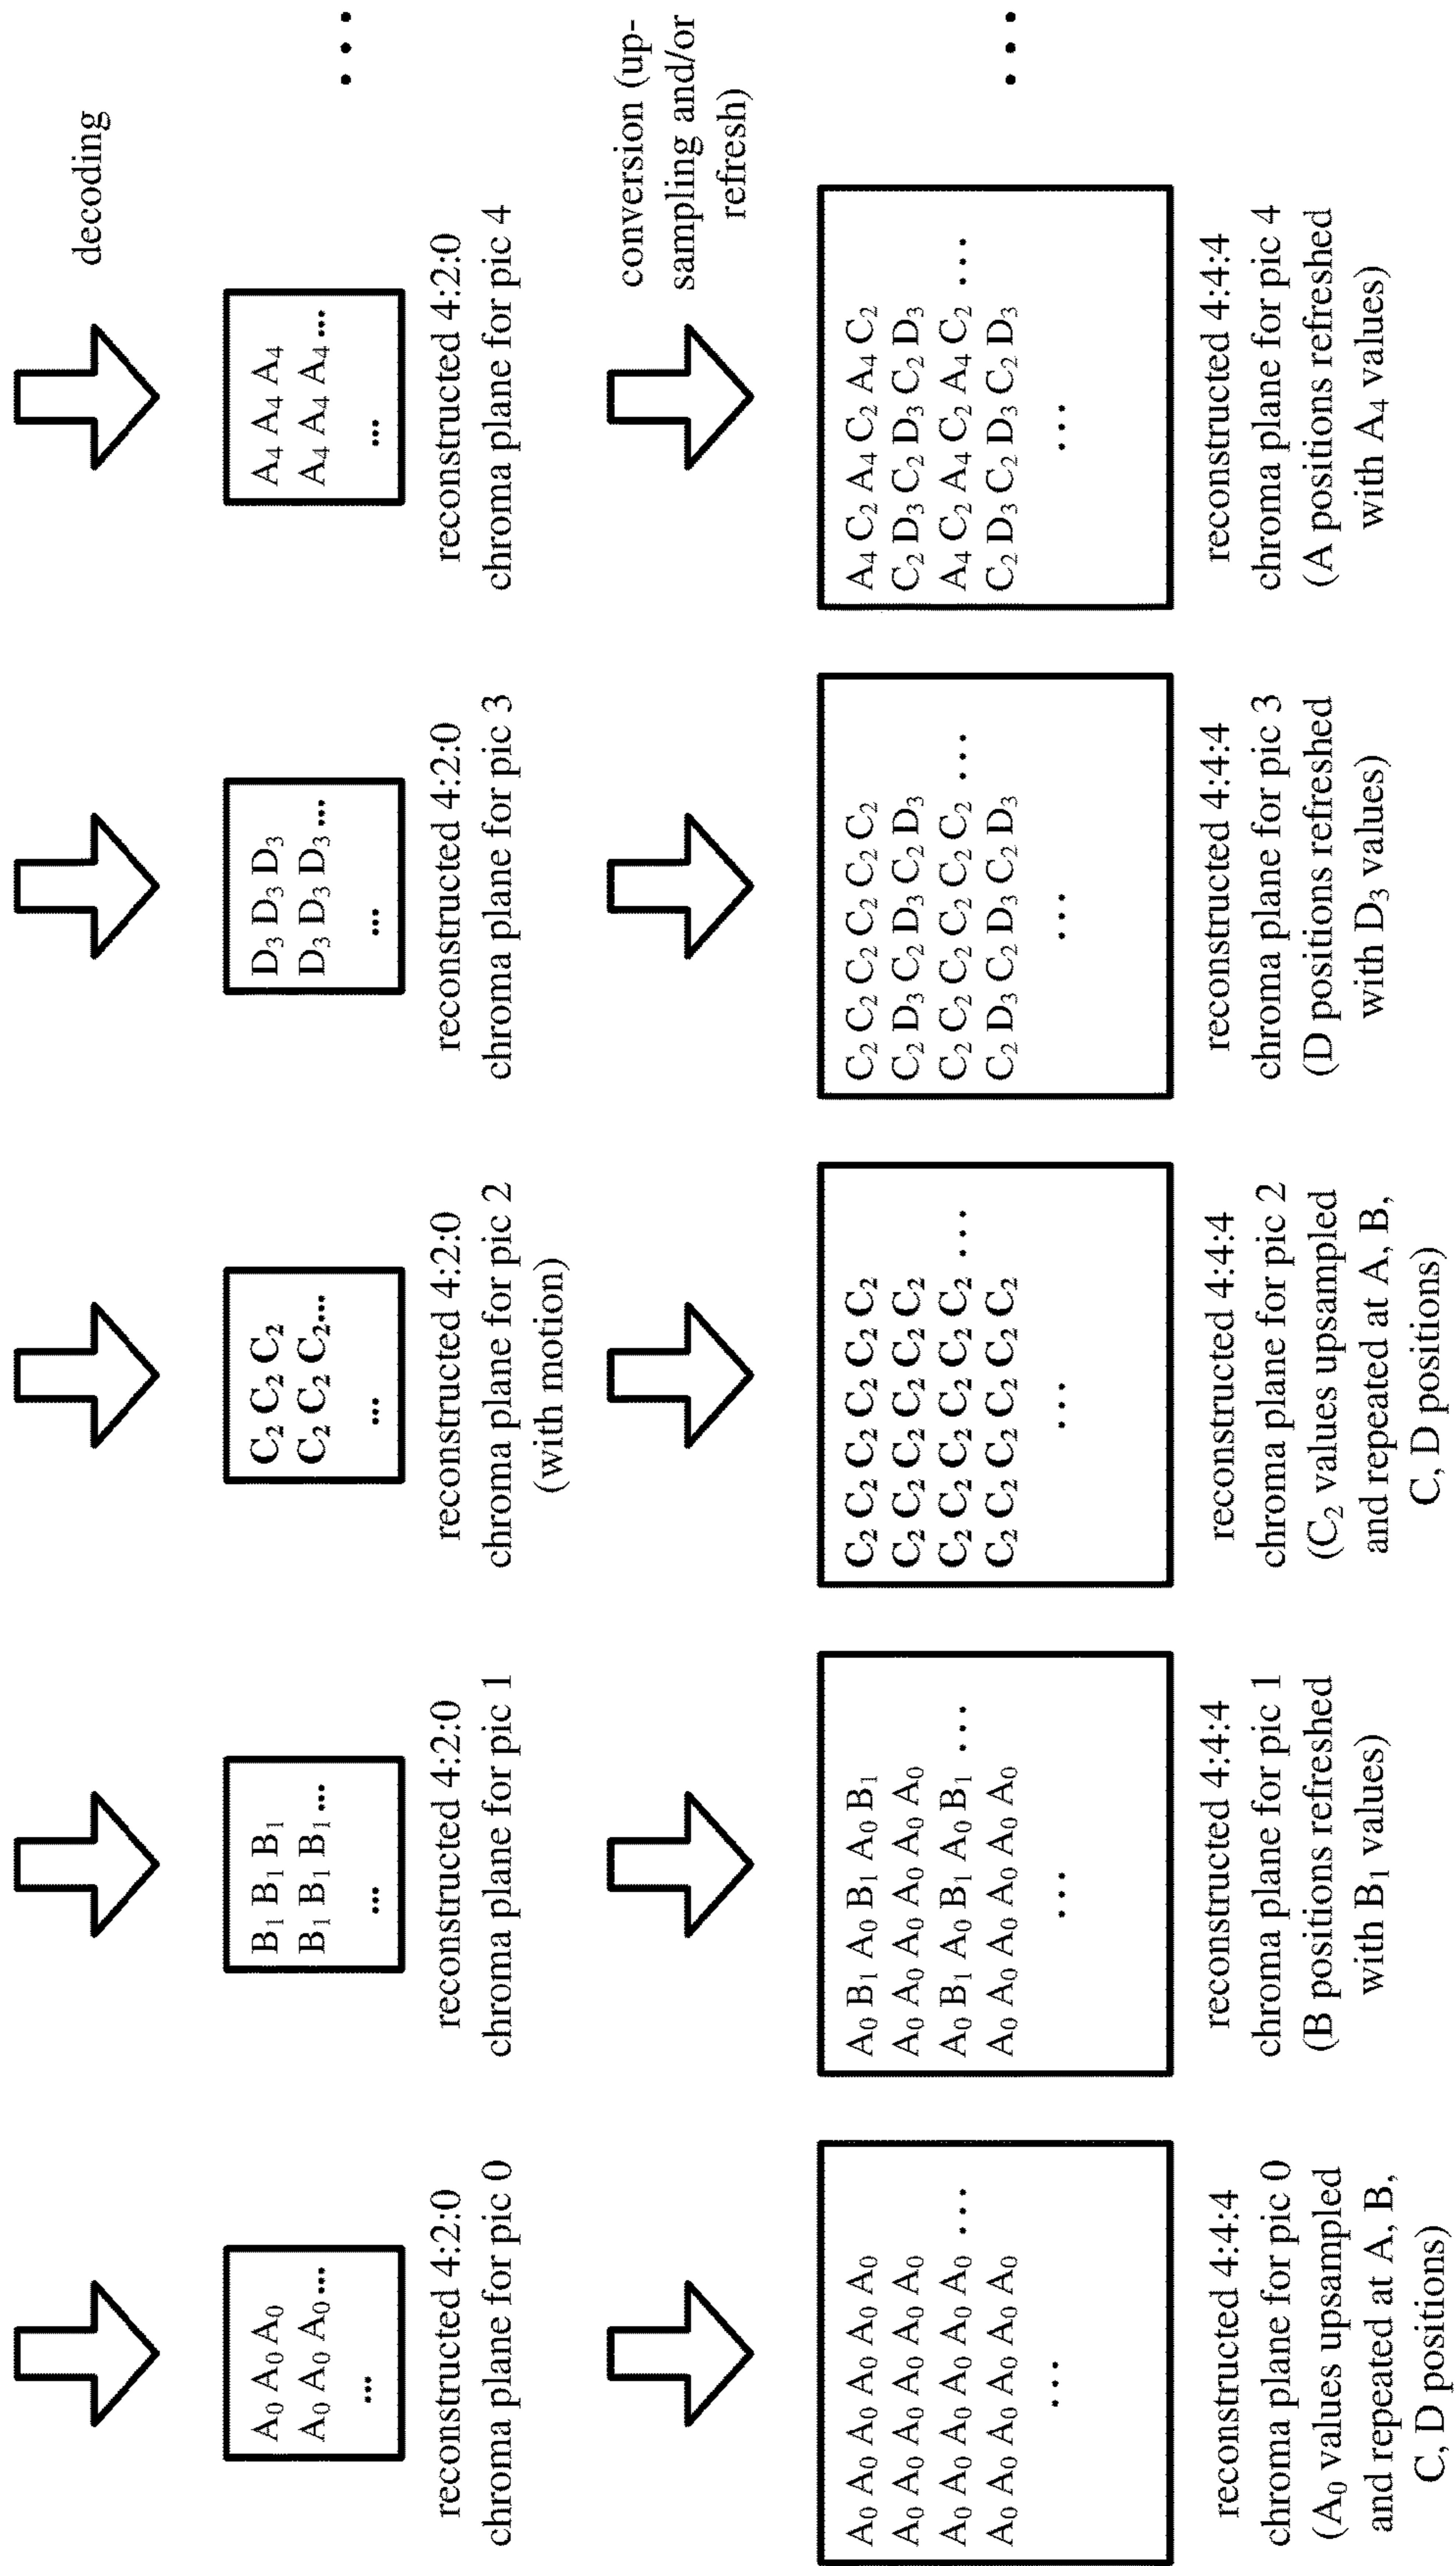 decoding
A₀ A₀ A₀
A₀ A₀ A₀...
...
reconstructed 4:2:0
chroma plane for pic 0
B₁ B₁ B₁
B₁ B₁ B₁...
...
reconstructed 4:2:0
chroma plane for pic 1
C₂ C₂ C₂
C₂ C₂ C₂...
...
reconstructed 4:2:0
chroma plane for pic 2
(with motion)
D₃ D₃ D₃
D₃ D₃ D₃...
...
reconstructed 4:2:0
chroma plane for pic 3
A₄ A₄ A₄
A₄ A₄ A₄...
...
reconstructed 4:2:0
chroma plane for pic 4
...
conversion (up-
sampling and/or
refresh)
A₀ A₀ A₀ A₀ A₀ A₀
A₀ A₀ A₀ A₀ A₀ A₀
A₀ A₀ A₀ A₀ A₀ A₀ ...
A₀ A₀ A₀ A₀ A₀ A₀
...
reconstructed 4:4:4
chroma plane for pic 0
(A₀ values upsampled
and repeated at A, B,
C, D positions)
A₀ B₁ A₀ B₁ A₀ B₁
A₀ A₀ A₀ A₀ A₀ A₀
A₀ B₁ A₀ B₁ A₀ B₁ ...
A₀ A₀ A₀ A₀ A₀ A₀
...
reconstructed 4:4:4
chroma plane for pic 1
(B positions refreshed
with B₁ values)
C₂ C₂ C₂ C₂ C₂ C₂
C₂ C₂ C₂ C₂ C₂ C₂
C₂ C₂ C₂ C₂ C₂ C₂ ...
C₂ C₂ C₂ C₂ C₂ C₂
...
reconstructed 4:4:4
chroma plane for pic 2
(C₂ values upsampled
and repeated at A, B,
C, D positions)
C₂ C₂ C₂ C₂ C₂ C₂
C₂ D₃ C₂ D₃ C₂ D₃
C₂ C₂ C₂ C₂ C₂ C₂ ...
C₂ D₃ C₂ D₃ C₂ D₃
...
reconstructed 4:4:4
chroma plane for pic 3
(D positions refreshed
with D₃ values)
A₄ C₂ A₄ C₂ A₄ C₂
C₂ D₃ C₂ D₃ C₂ D₃
A₄ C₂ A₄ C₂ A₄ C₂ ...
C₂ D₃ C₂ D₃ C₂ D₃
...
reconstructed 4:4:4
chroma plane for pic 4
(A positions refreshed
with A₄ values)
...